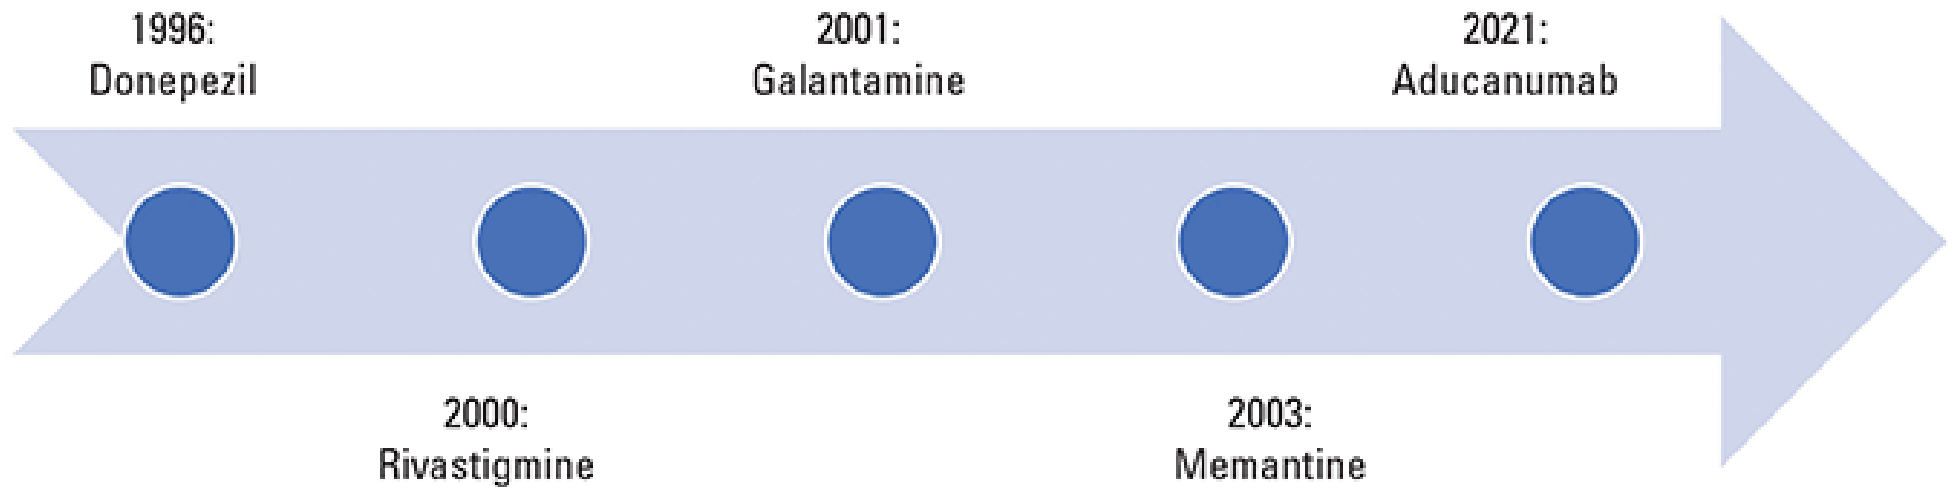 1996:
Donepezil
2000:
Rivastigmine
2001:
Galantamine
2003:
Memantine
2021:
Aducanumab